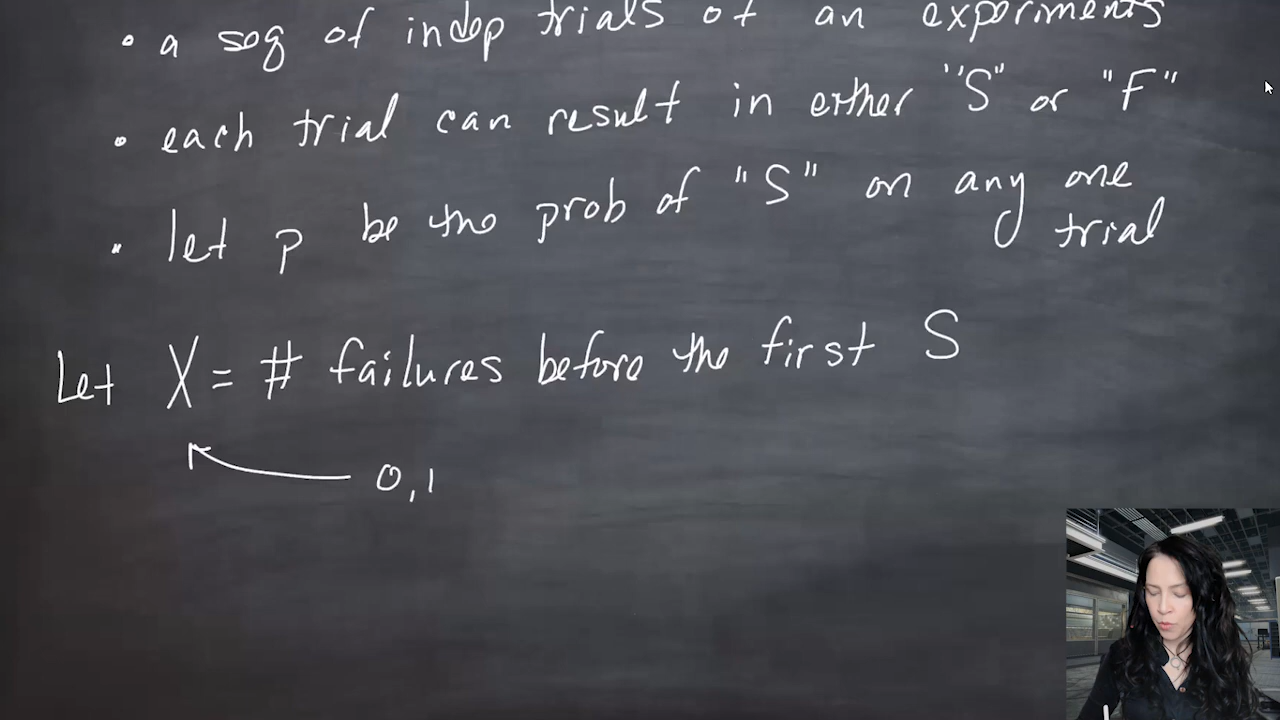 • a seq of indep trials of an experiments
• each trial can result in either "S" or "F"
• let p be the prob of "S" on any one
trial
Let X = # failures before the first S
0,1